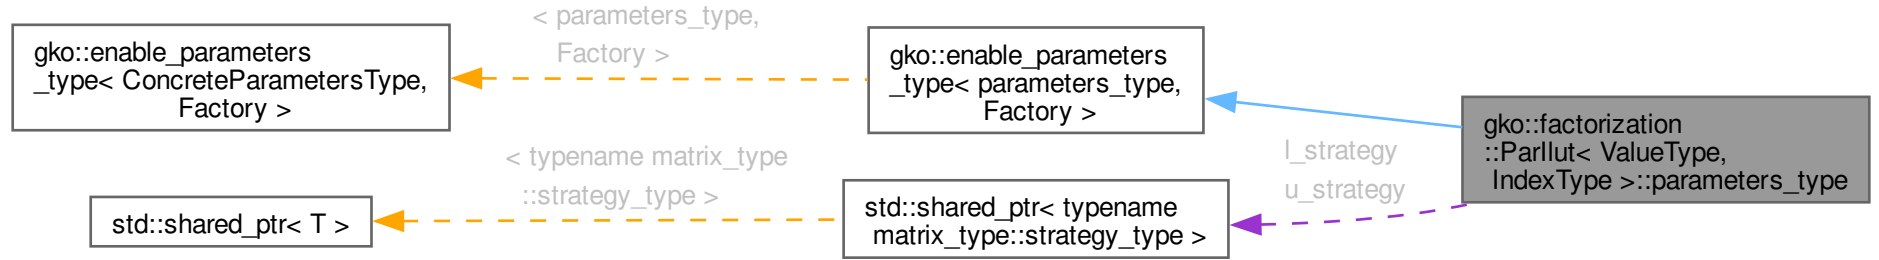 < parameters_type,
Factory >
gko::enable_parameters
_type< ConcreteParametersType,
Factory >
gko::enable_parameters
_type< parameters_type,
Factory >
gko::factorization
::ParIlut< ValueType,
IndexType >::parameters_type
< typename matrix_type
::strategy_type >
l_strategy
u_strategy
std::shared_ptr< T >
std::shared_ptr< typename
matrix_type::strategy_type >